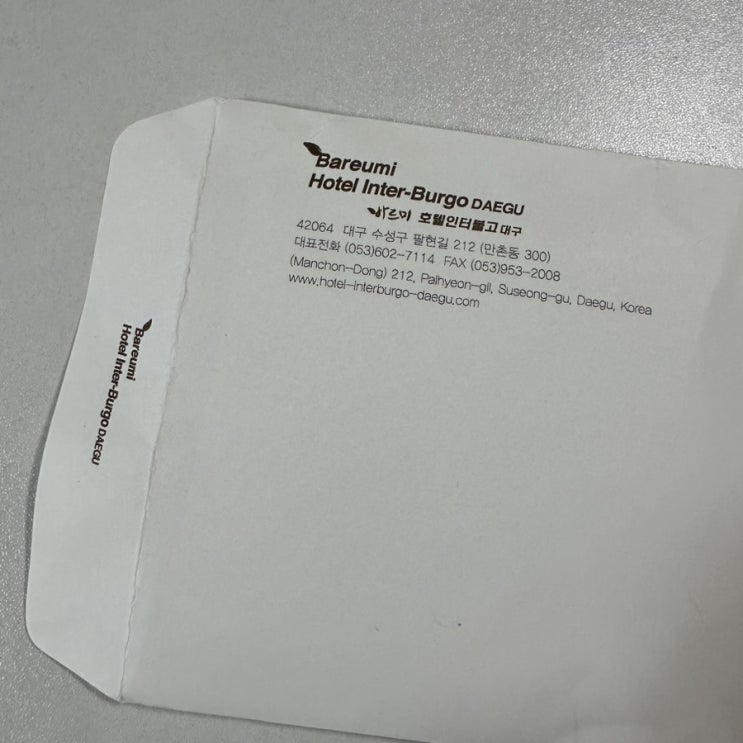 Bareumi
Hotel Inter-Burgo DAEGU
바르미 호텔인터불고 대구
42064 대구 수성구 팔현길 212 (만촌동 300)
대표전화 (053)602-7114 FAX (053)953-2008
(Manchon-Dong) 212, Palhyeon-gil, Suseong-gu, Daegu, Korea
www.hotel-interburgo-daegu.com
Bareumi
Hotel Inter-Burgo DAEGU